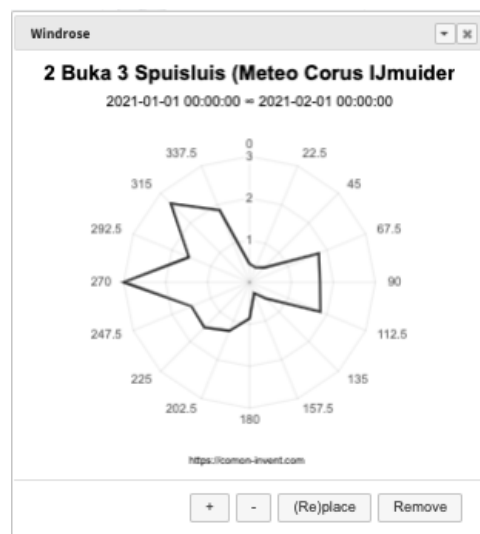 Windrose
2 Buka 3 Spuisluis (Meteo Corus IJmuider
2021-01-01 00:00:00 = 2021-02-01 00:00:00
0
337.5 3 22.5
315 2 45
292.5 1 67.5
270 90
247.5 112.5
225 135
202.5 157.5
180
https://comon-invent.com
+ - (Re)place Remove